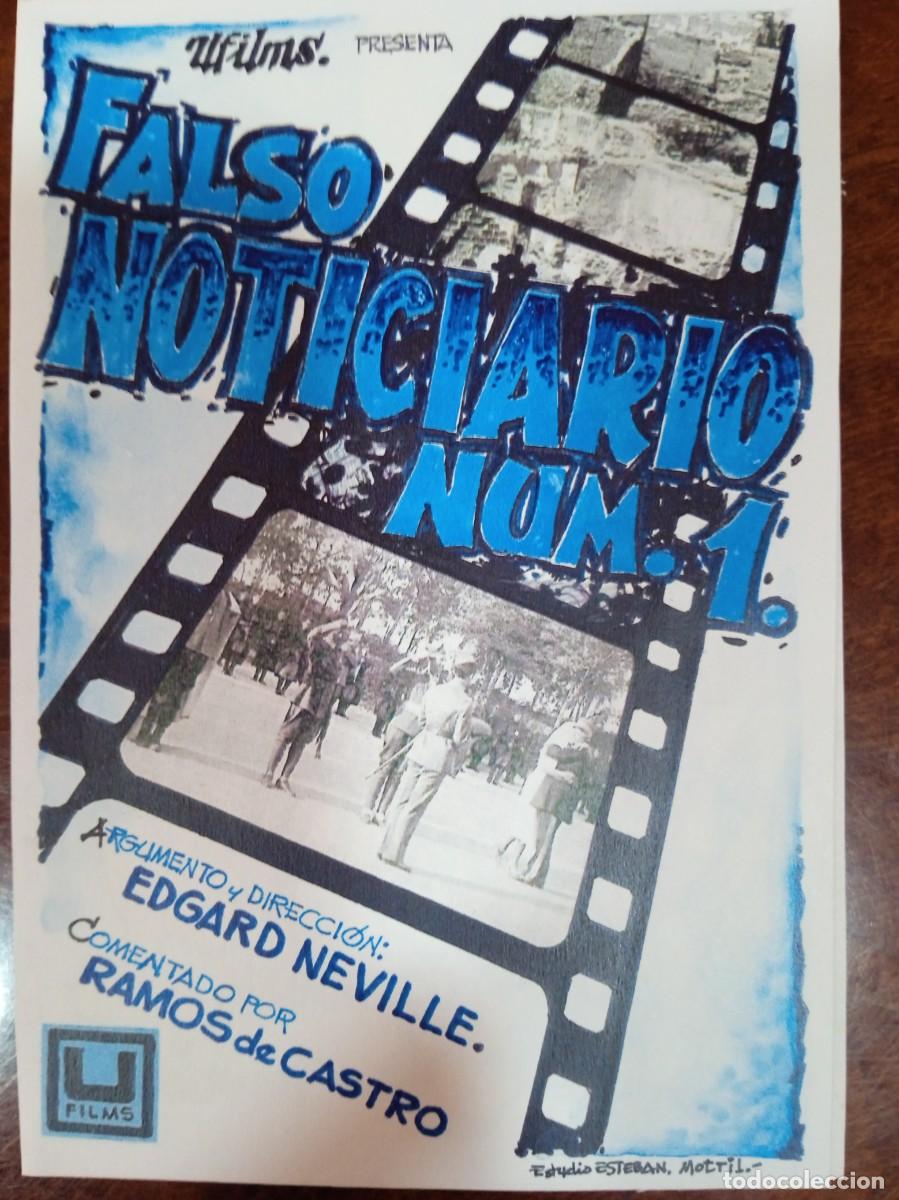 Ufilms. PRESENTA
FALSO
NOTICIARIO
NUM. 1.
ARGUMENTO y DIRECCIÓN:
EDGARD NEVILLE.
COMENTADO POR
RAMOS de CASTRO
U
FILMS
Estudio ESTEBAN. MOTRIL.-
todocoleccion